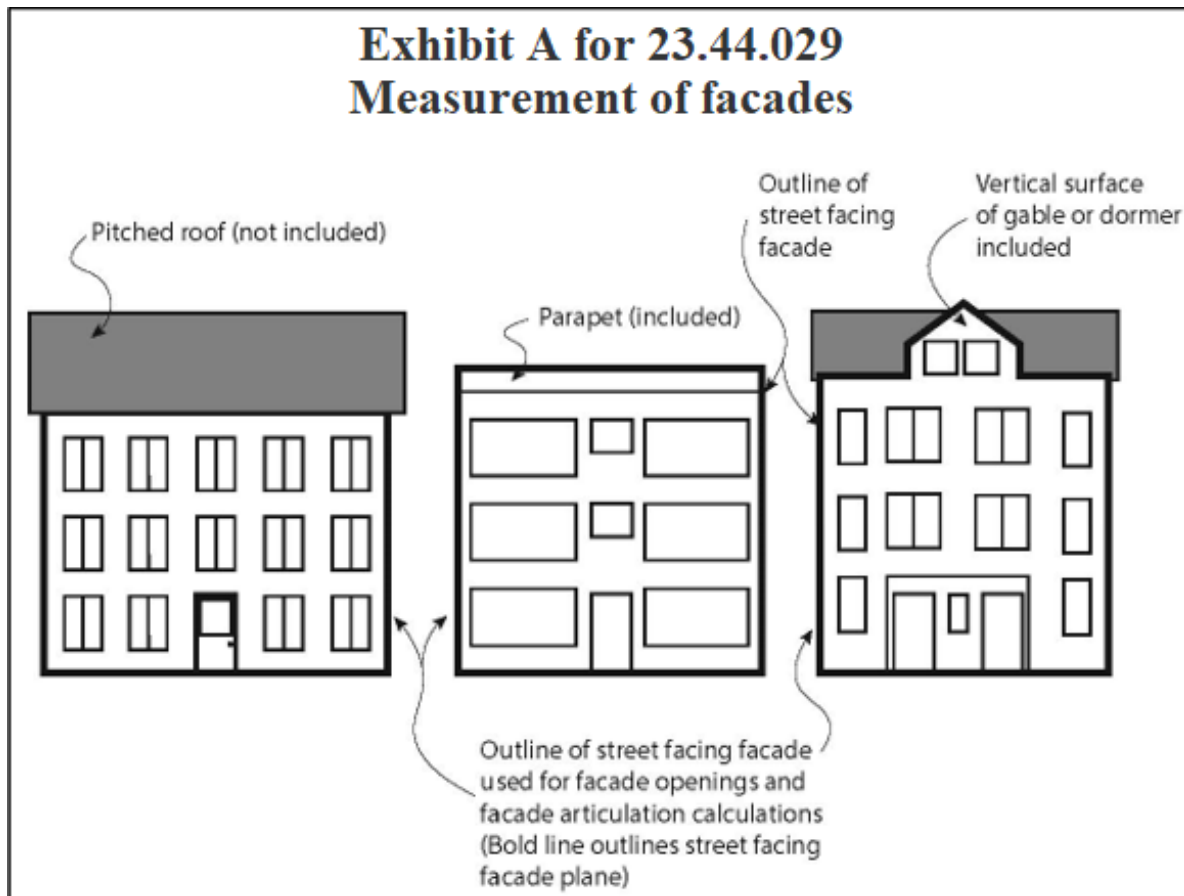 Exhibit A for 23.44.029
Measurement of facades
Outline of
street facing
facade
Vertical surface
of gable or dormer
included
Pitched roof (not included)
Parapet (included)
Outline of street facing facade
used for facade openings and
facade articulation calculations
(Bold line outlines street facing
facade plane)